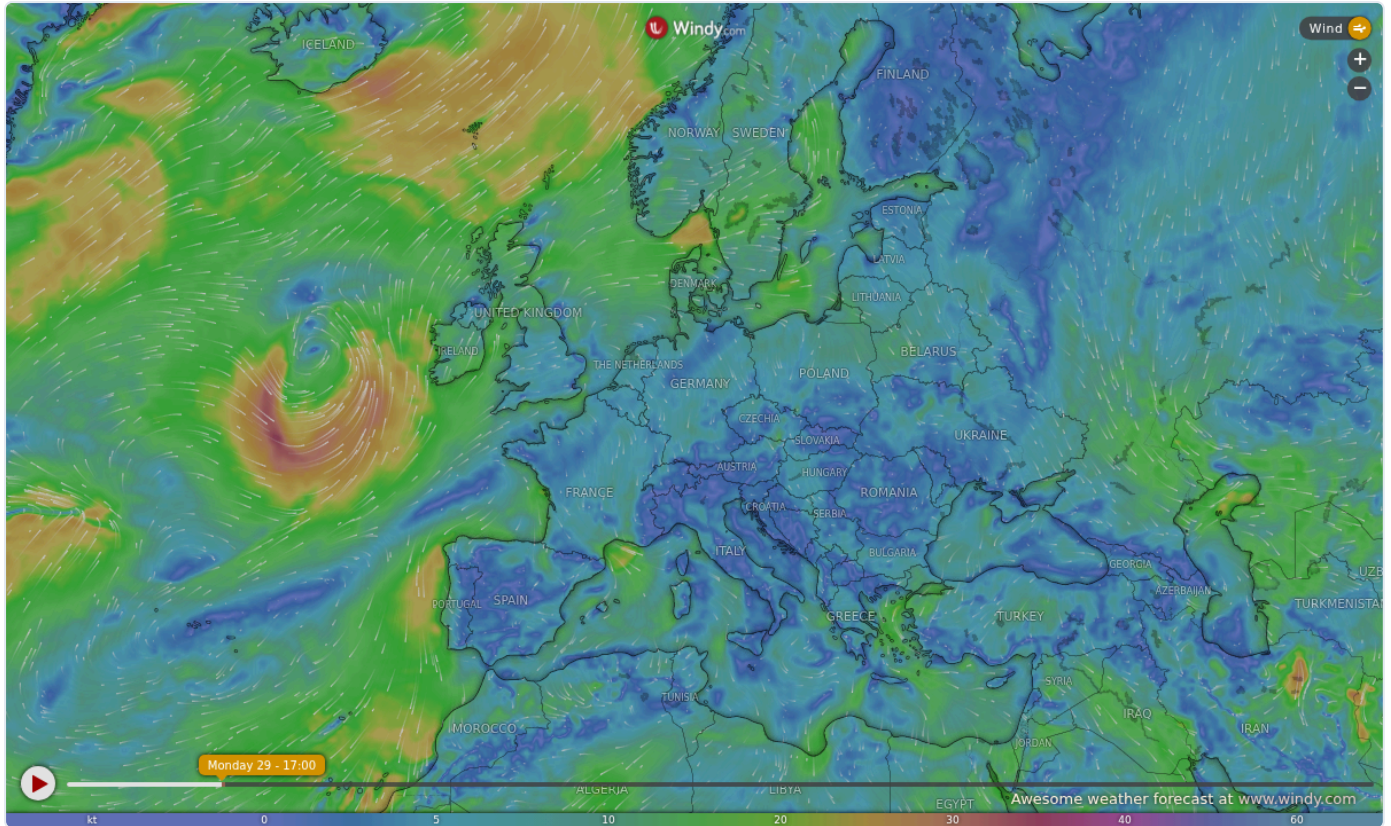 Windy.com
Wind
+
−
ICELAND
FINLAND
NORWAY
SWEDEN
ESTONIA
LATVIA
DENMARK
LITHUANIA
UNITED KINGDOM
IRELAND
BELARUS
THE NETHERLANDS
POLAND
GERMANY
CZECHIA
UKRAINE
SLOVAKIA
AUSTRIA
HUNGARY
FRANCE
ROMANIA
CROATIA
SERBIA
ITALY
BULGARIA
GEORGIA
UZB
AZERBAIJAN
PORTUGAL
SPAIN
TURKMENISTAN
GREECE
TURKEY
SYRIA
TUNISIA
IRAQ
MOROCCO
IRAN
JORDAN
Monday 29 - 17:00
ALGERIA
LIBYA
EGYPT
Awesome weather forecast at www.windy.com
kt 0 5 10 20 30 40 60